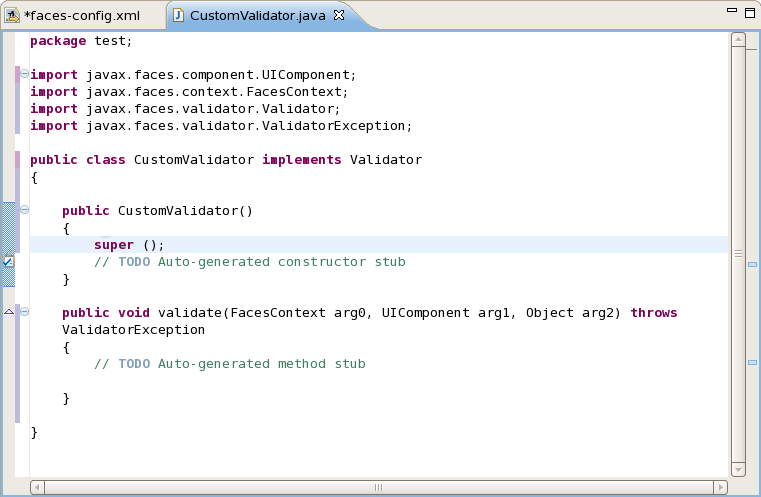 *faces-config.xml
CustomValidator.java
package test;
import javax.faces.component.UIComponent;
import javax.faces.context.FacesContext;
import javax.faces.validator.Validator;
import javax.faces.validator.ValidatorException;
public class CustomValidator implements Validator
{
public CustomValidator()
{
super ();
// TODO Auto-generated constructor stub
}
public void validate(FacesContext arg0, UIComponent arg1, Object arg2) throws
ValidatorException
{
// TODO Auto-generated method stub
}
}